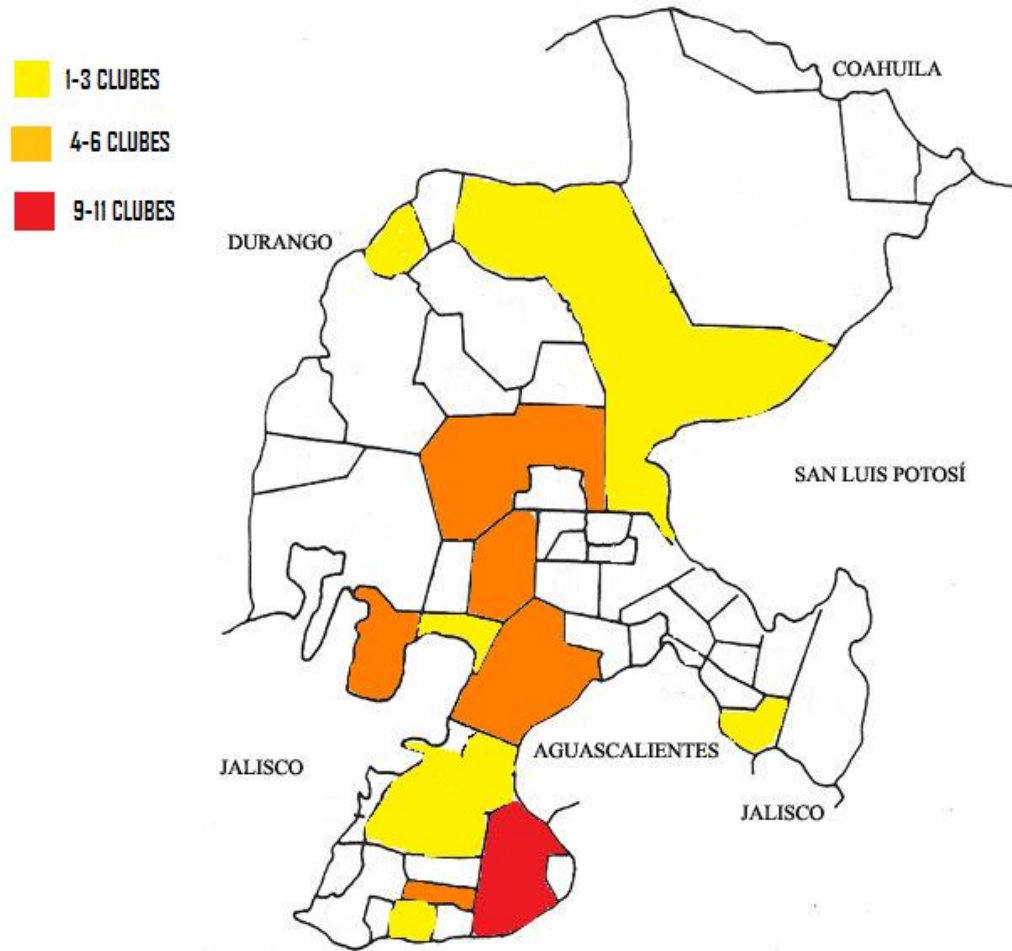 1-3 CLUBES
4-6 CLUBES
9-11 CLUBES
COAHUILA
DURANGO
SAN LUIS POTOSÍ
AGUASCALIENTES
JALISCO
JALISCO